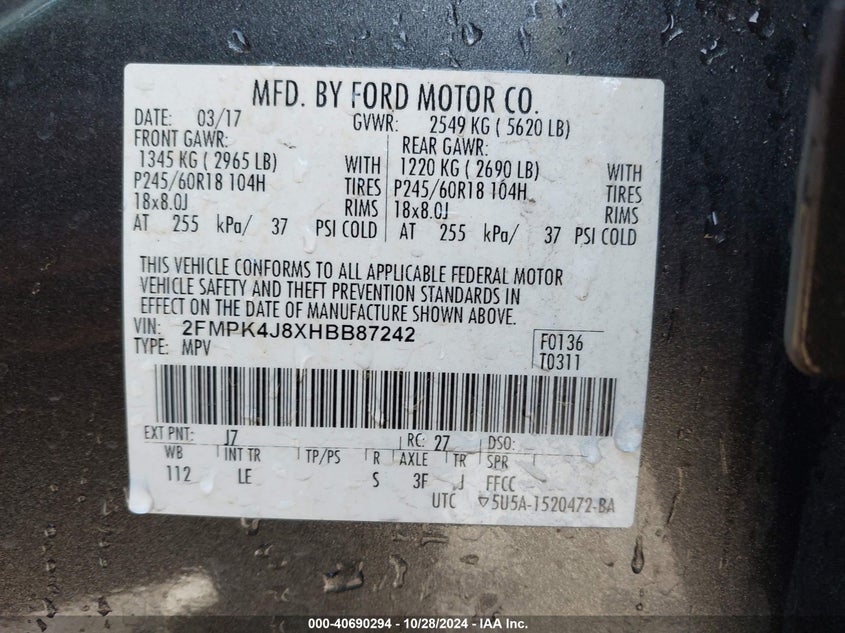 MFD. BY FORD MOTOR CO.
DATE: 03/17 GVWR: 2549 KG ( 5620 LB)
FRONT GAWR: REAR GAWR:
1345 KG ( 2965 LB) WITH 1220 KG ( 2690 LB) WITH
P245/60R18 104H TIRES P245/60R18 104H TIRES
18x8.0J RIMS 18x8.0J RIMS
AT 255 kPa/ 37 PSI COLD AT 255 kPa/ 37 PSI COLD
THIS VEHICLE CONFORMS TO ALL APPLICABLE FEDERAL MOTOR
VEHICLE SAFETY AND THEFT PREVENTION STANDARDS IN
EFFECT ON THE DATE OF MANUFACTURE SHOWN ABOVE.
VIN: 2FMPK4J8XHBB87242 F0136
TYPE: MPV T0311
EXT PNT: J7 RC: 27 DSO:
WB INT TR TP/PS R AXLE TR SPR
112 LE S 3F J FFCC
UTC ▽5U5A-1520472-BA
000-40690294 - 10/28/2024 - IAA Inc.